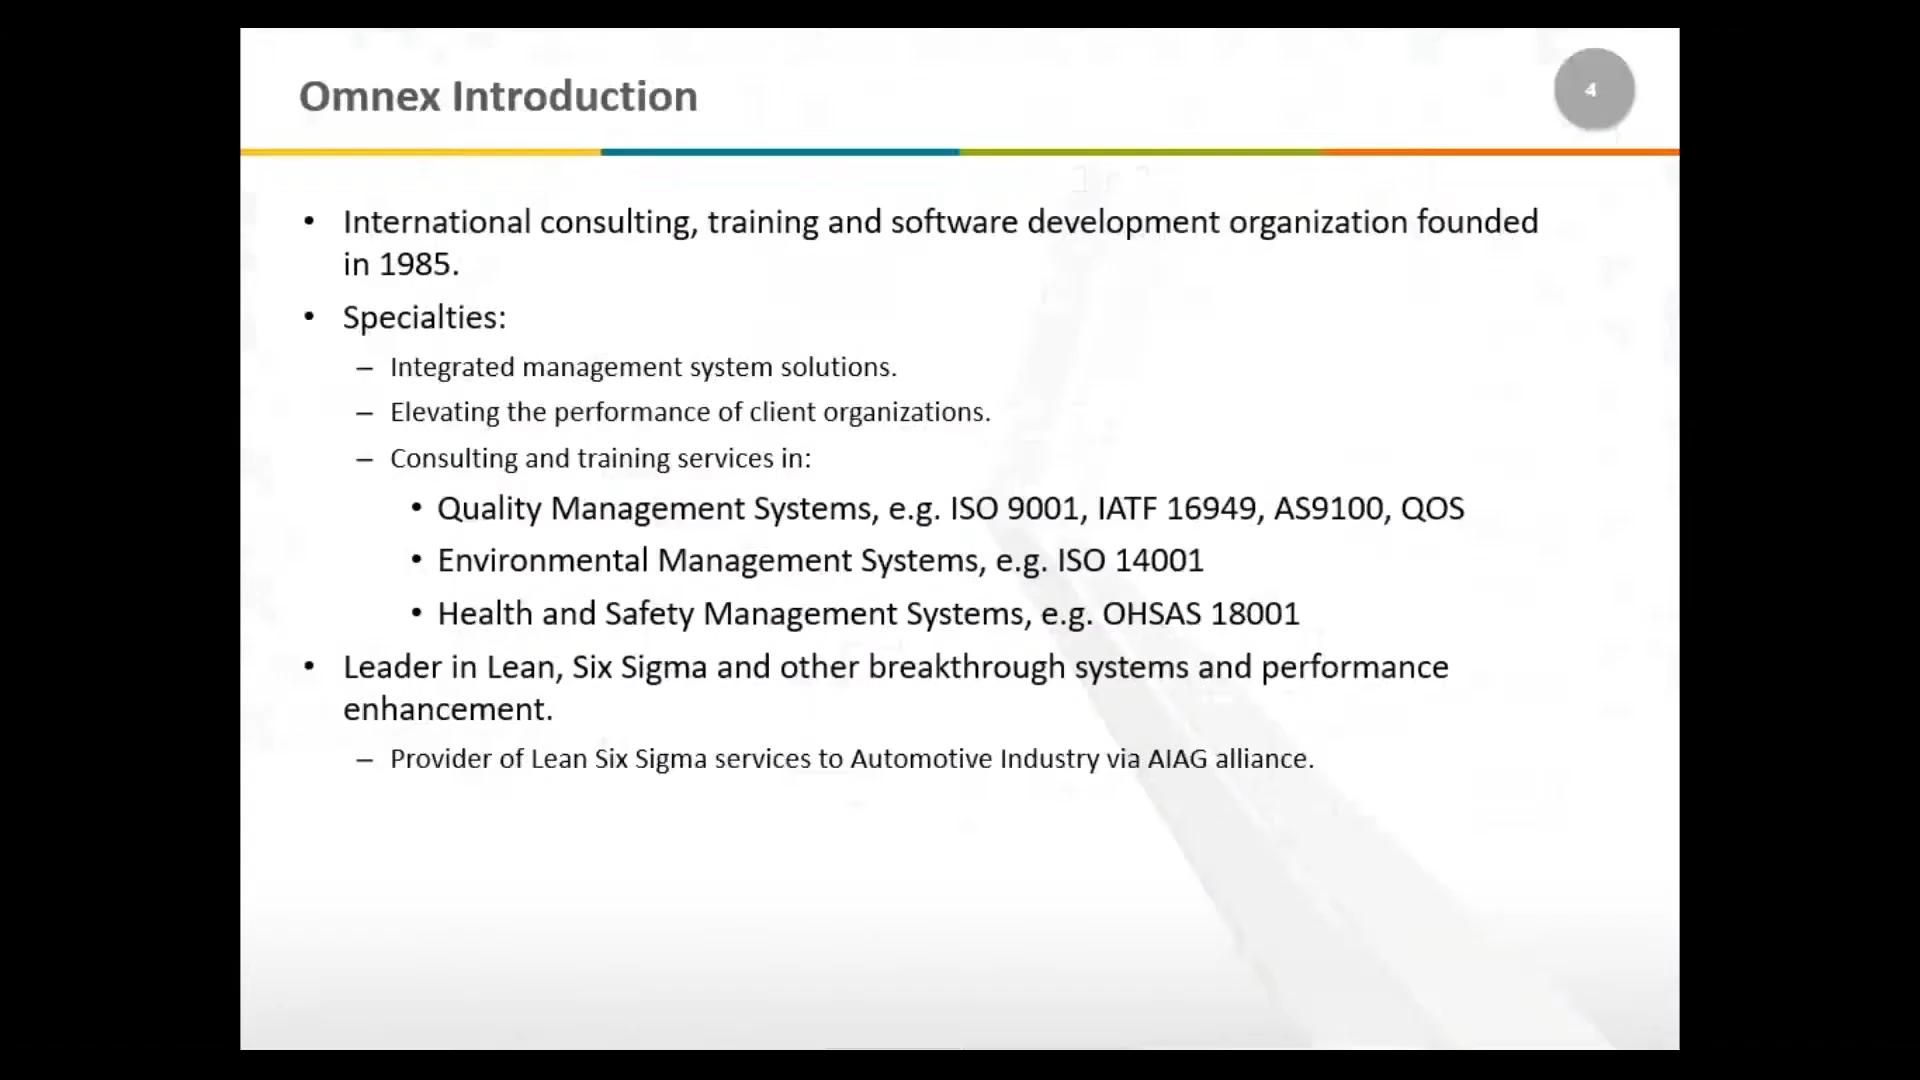 Omnex Introduction
4
• International consulting, training and software development organization founded
in 1985.
• Specialties:
– Integrated management system solutions.
– Elevating the performance of client organizations.
– Consulting and training services in:
• Quality Management Systems, e.g. ISO 9001, IATF 16949, AS9100, QOS
• Environmental Management Systems, e.g. ISO 14001
• Health and Safety Management Systems, e.g. OHSAS 18001
• Leader in Lean, Six Sigma and other breakthrough systems and performance
enhancement.
– Provider of Lean Six Sigma services to Automotive Industry via AIAG alliance.